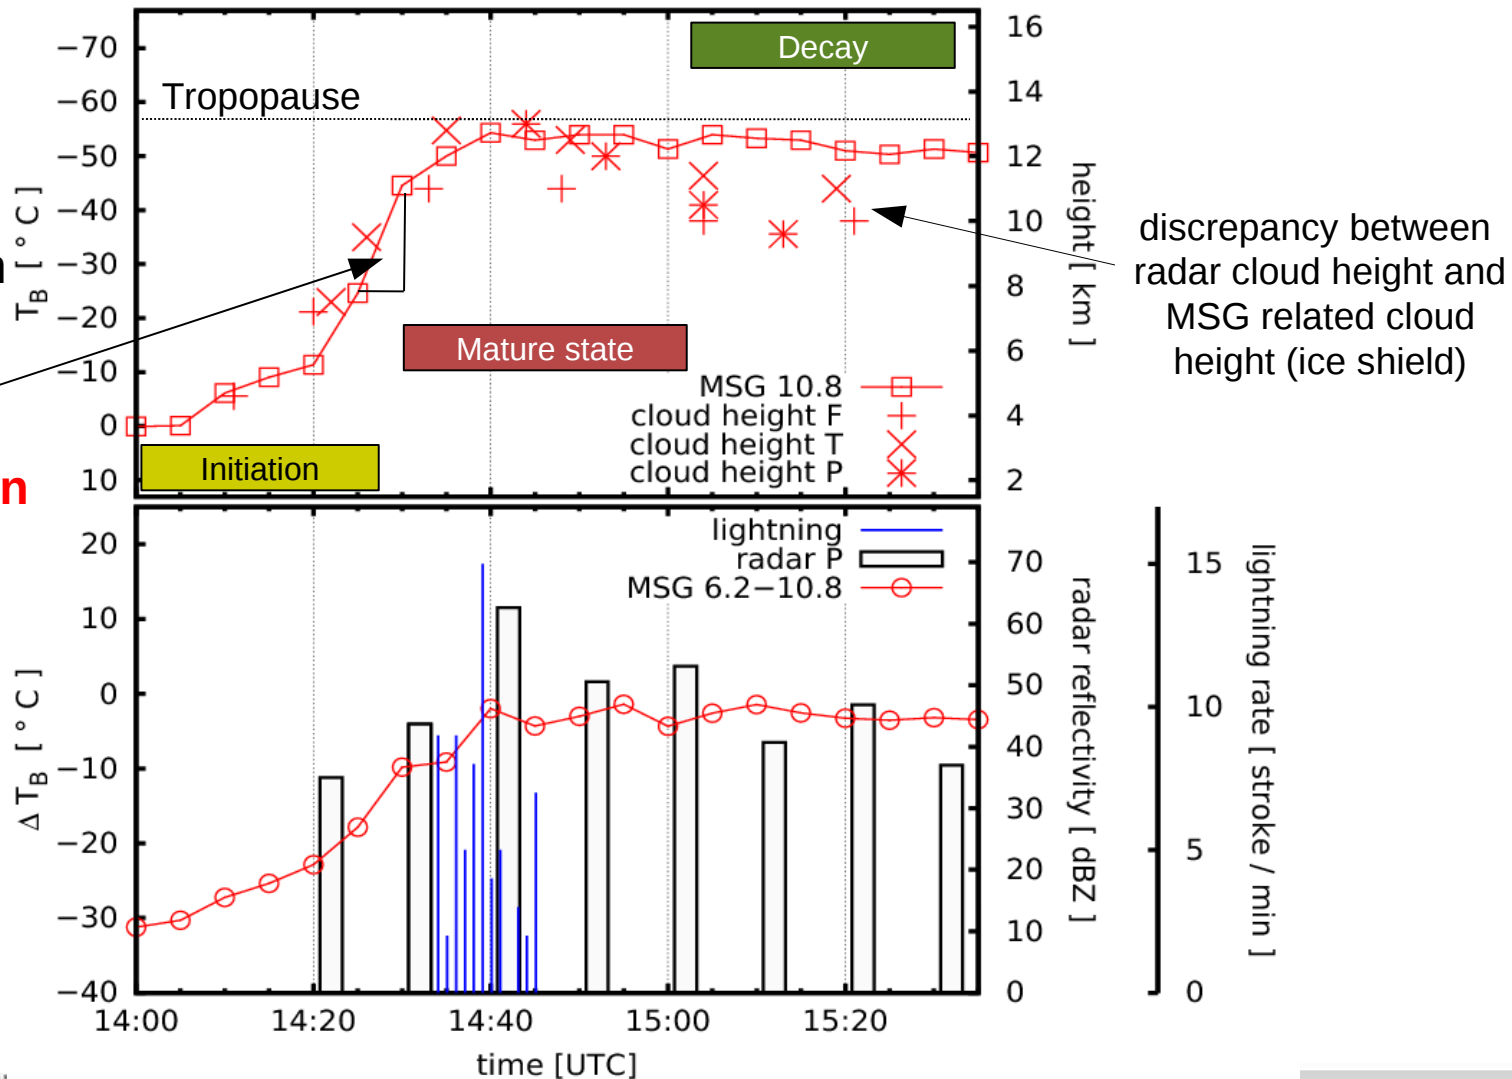 −70
−60
−50
−40
−30
−20
−10
0
10
T_B [ ° C ]
Tropopause
Decay
Mature state
Initiation
MSG 10.8
cloud height F
cloud height T
cloud height P
16
14
12
10
8
6
4
2
height [ km ]
discrepancy between
radar cloud height and
MSG related cloud
height (ice shield)
n
20
10
0
−10
−20
−30
−40
Δ T_B [ ° C ]
lightning
radar P
MSG 6.2−10.8
70
60
50
40
30
20
10
0
radar reflectivity [ dBZ ]
15
10
5
0
lightning rate [ stroke / min ]
14:00 14:20 14:40 15:00 15:20
time [UTC]